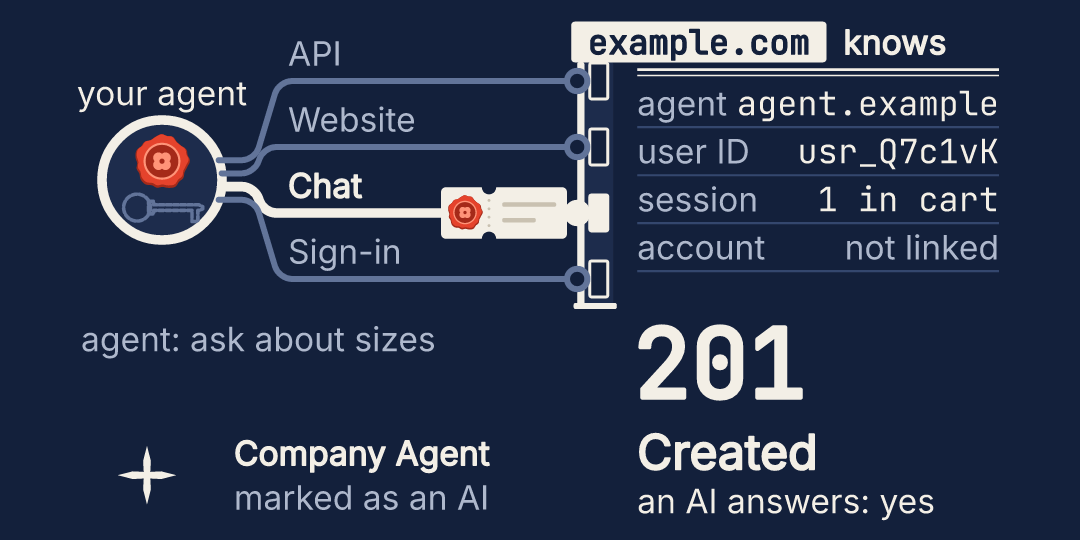 your agent
API
Website
Chat
Sign-in
example.com knows
agent agent.example
user ID usr_Q7c1vK
session 1 in cart
account not linked
agent: ask about sizes
201
Created
an AI answers: yes
Company Agent
marked as an AI